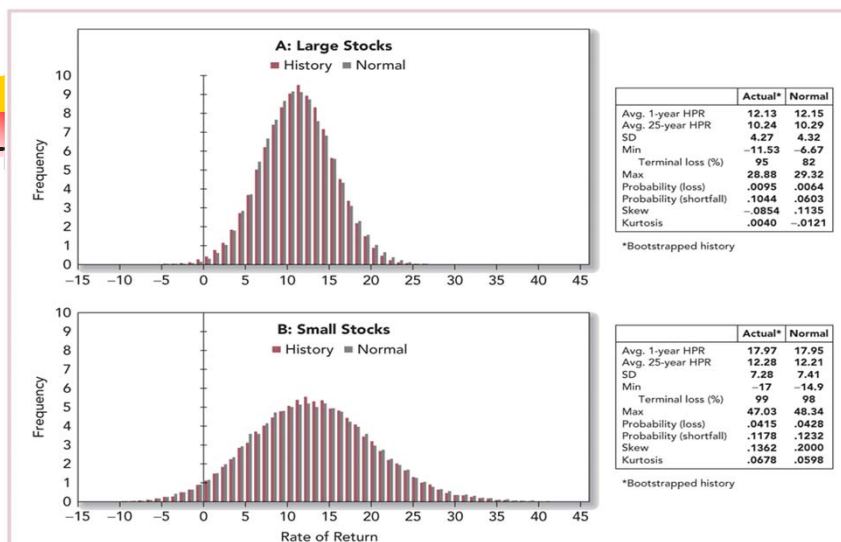 A: Large Stocks
History Normal
Frequency
10
9
8
7
6
5
4
3
2
1
0
−15 −10 −5 0 5 10 15 20 25 30 35 40 45
Actual* Normal
Avg. 1-year HPR 12.13 12.15
Avg. 25-year HPR 10.24 10.29
SD 4.27 4.32
Min −11.53 −6.67
Terminal loss (%) 95 82
Max 28.88 29.32
Probability (loss) .0095 .0064
Probability (shortfall) .1044 .0603
Skew −.0854 .1135
Kurtosis .0040 −.0121
*Bootstrapped history
B: Small Stocks
History Normal
Frequency
10
9
8
7
6
5
4
3
2
1
0
−15 −10 −5 0 5 10 15 20 25 30 35 40 45
Rate of Return
Actual* Normal
Avg. 1-year HPR 17.97 17.95
Avg. 25-year HPR 12.28 12.21
SD 7.28 7.41
Min −17 −14.9
Terminal loss (%) 99 98
Max 47.03 48.34
Probability (loss) .0415 .0428
Probability (shortfall) .1178 .1232
Skew .1362 .2000
Kurtosis .0678 .0598
*Bootstrapped history